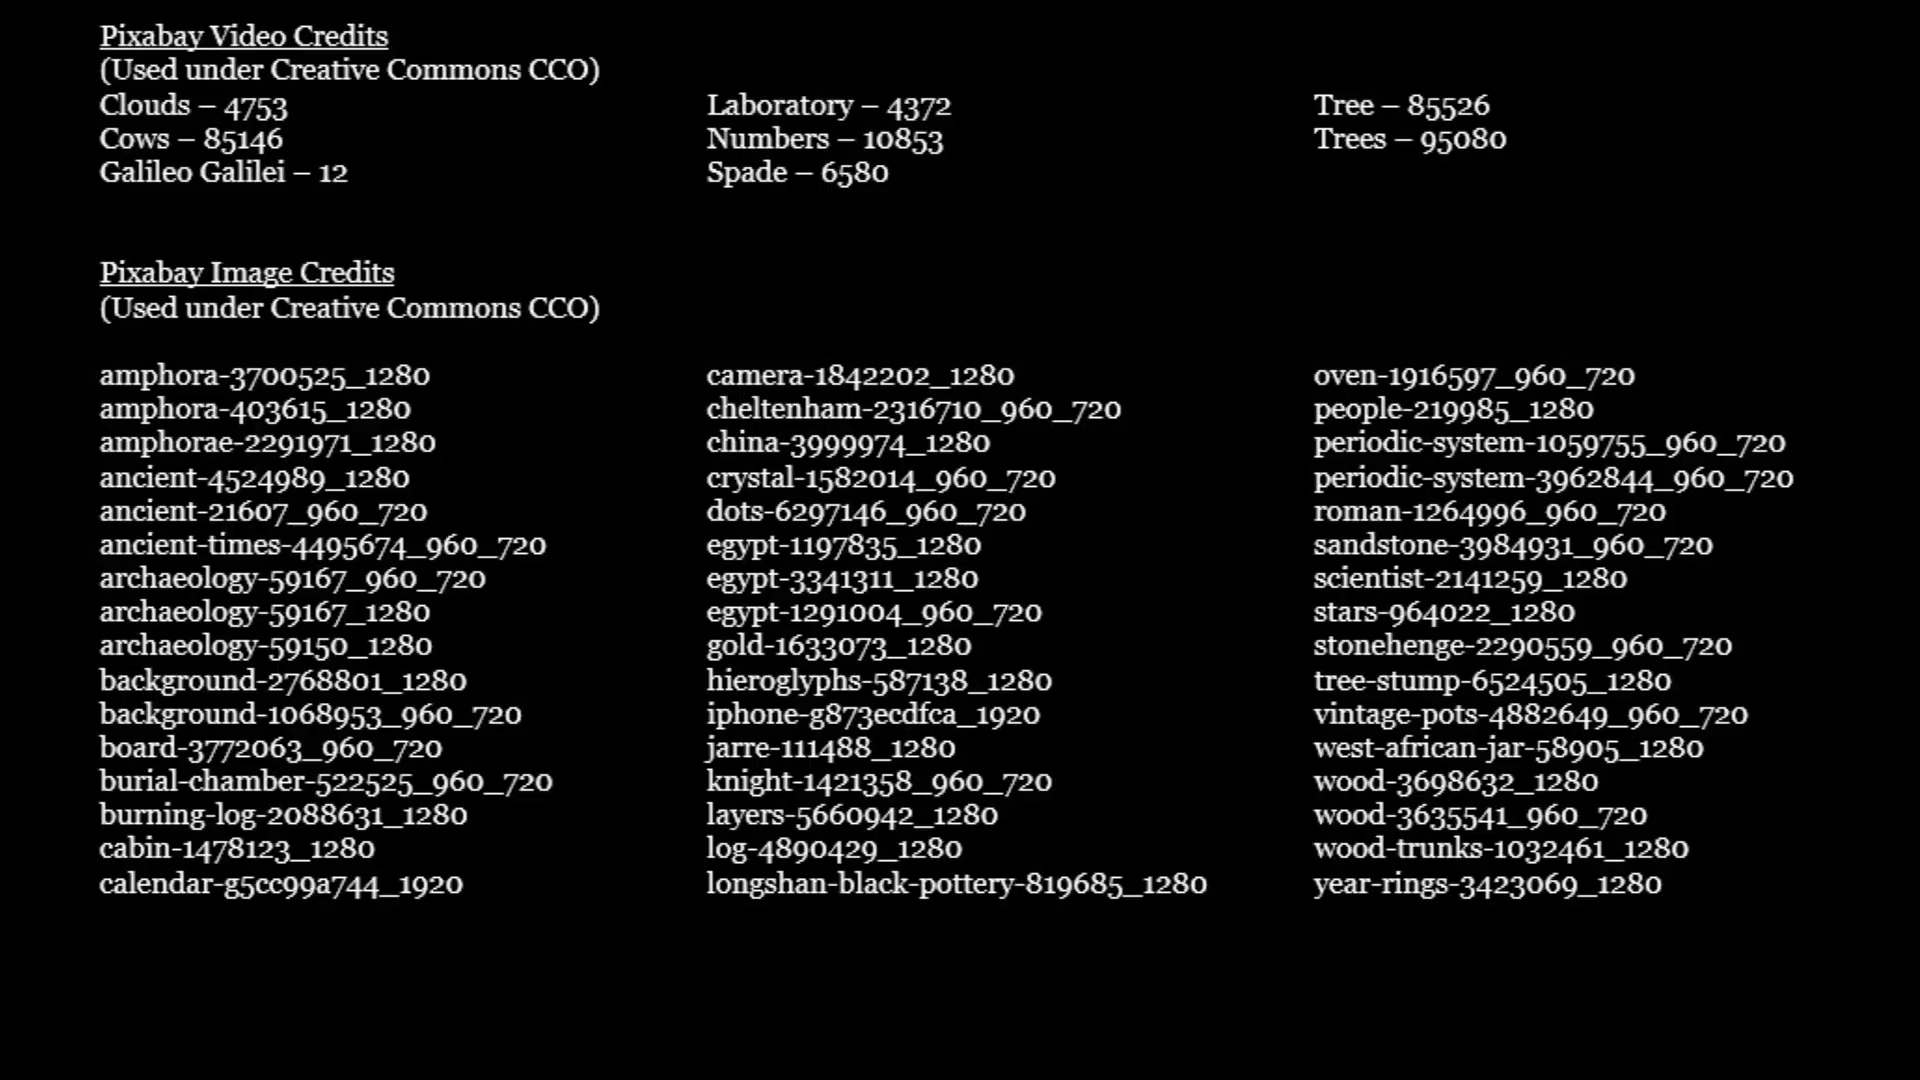 Pixabay Video Credits
(Used under Creative Commons CCO)
Clouds – 4753
Cows – 85146
Galileo Galilei – 12
Laboratory – 4372
Numbers – 10853
Spade – 6580
Tree – 85526
Trees – 95080
Pixabay Image Credits
(Used under Creative Commons CCO)
amphora-3700525_1280
amphora-403615_1280
amphorae-2291971_1280
ancient-4524989_1280
ancient-21607_960_720
ancient-times-4495674_960_720
archaeology-59167_960_720
archaeology-59167_1280
archaeology-59150_1280
background-2768801_1280
background-1068953_960_720
board-3772063_960_720
burial-chamber-522525_960_720
burning-log-2088631_1280
cabin-1478123_1280
calendar-g5cc99a744_1920
camera-1842202_1280
cheltenham-2316710_960_720
china-3999974_1280
crystal-1582014_960_720
dots-6297146_960_720
egypt-1197835_1280
egypt-3341311_1280
egypt-1291004_960_720
gold-1633073_1280
hieroglyphs-587138_1280
iphone-g873ecdfca_1920
jarre-111488_1280
knight-1421358_960_720
layers-5660942_1280
log-4890429_1280
longshan-black-pottery-819685_1280
oven-1916597_960_720
people-219985_1280
periodic-system-1059755_960_720
periodic-system-3962844_960_720
roman-1264996_960_720
sandstone-3984931_960_720
scientist-2141259_1280
stars-964022_1280
stonehenge-2290559_960_720
tree-stump-6524505_1280
vintage-pots-4882649_960_720
west-african-jar-58905_1280
wood-3698632_1280
wood-3635541_960_720
wood-trunks-1032461_1280
year-rings-3423069_1280